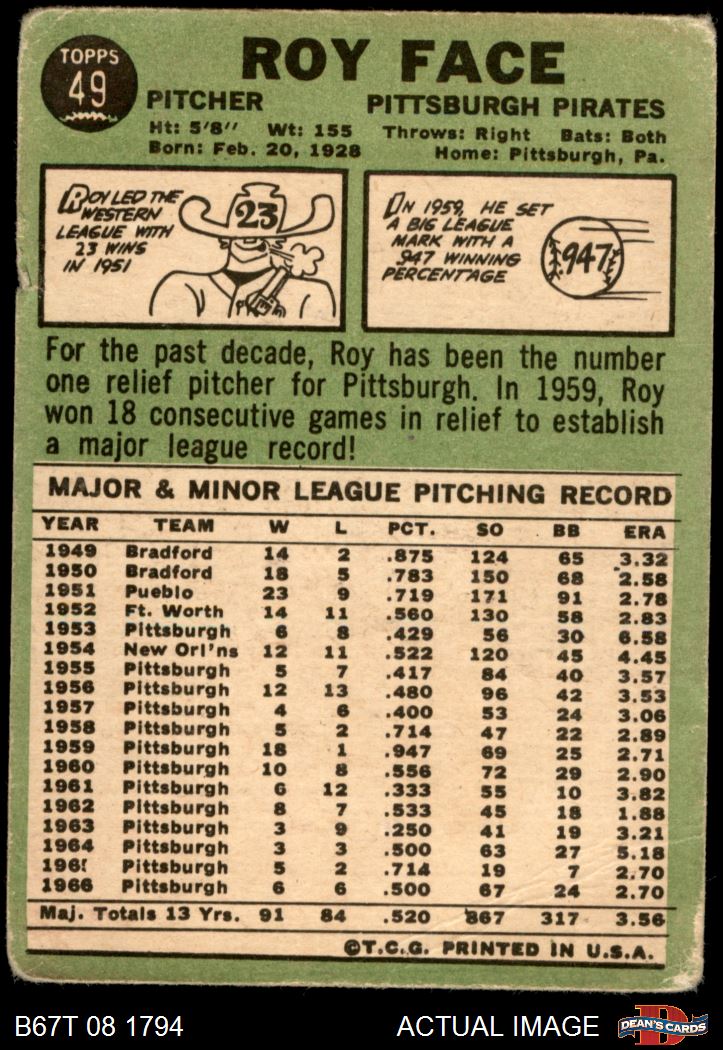 TOPPS
49
ROY FACE
PITCHER PITTSBURGH PIRATES
Ht: 5'8" Wt: 155 Throws: Right Bats: Both
Born: Feb. 20, 1928 Home: Pittsburgh, Pa.
ROY LED THE
WESTERN
LEAGUE WITH
23 WINS
IN 1951
23
IN 1959, HE SET
A BIG LEAGUE
MARK WITH A
.947 WINNING
PERCENTAGE
.947
For the past decade, Roy has been the number
one relief pitcher for Pittsburgh. In 1959, Roy
won 18 consecutive games in relief to establish
a major league record!
MAJOR & MINOR LEAGUE PITCHING RECORD
YEAR TEAM W L PCT. SO BB ERA
1949 Bradford 14 2 .875 124 65 3.32
1950 Bradford 18 5 .783 150 68 2.58
1951 Pueblo 23 9 .719 171 91 2.78
1952 Ft. Worth 14 11 .560 130 58 2.83
1953 Pittsburgh 6 8 .429 56 30 6.58
1954 New Orl'ns 12 11 .522 120 45 4.45
1955 Pittsburgh 5 7 .417 84 40 3.57
1956 Pittsburgh 12 13 .480 96 42 3.53
1957 Pittsburgh 4 6 .400 53 24 3.06
1958 Pittsburgh 5 2 .714 47 22 2.89
1959 Pittsburgh 18 1 .947 69 25 2.71
1960 Pittsburgh 10 8 .556 72 29 2.90
1961 Pittsburgh 6 12 .333 55 10 3.82
1962 Pittsburgh 8 7 .533 45 18 1.88
1963 Pittsburgh 3 9 .250 41 19 3.21
1964 Pittsburgh 3 3 .500 63 27 5.18
1965 Pittsburgh 5 2 .714 19 7 2.70
1966 Pittsburgh 6 6 .500 67 24 2.70
Maj. Totals 13 Yrs. 91 84 .520 867 317 3.56
©T.C.G. PRINTED IN U.S.A.
B67T 08 1794 ACTUAL IMAGE DEAN'S CARDS